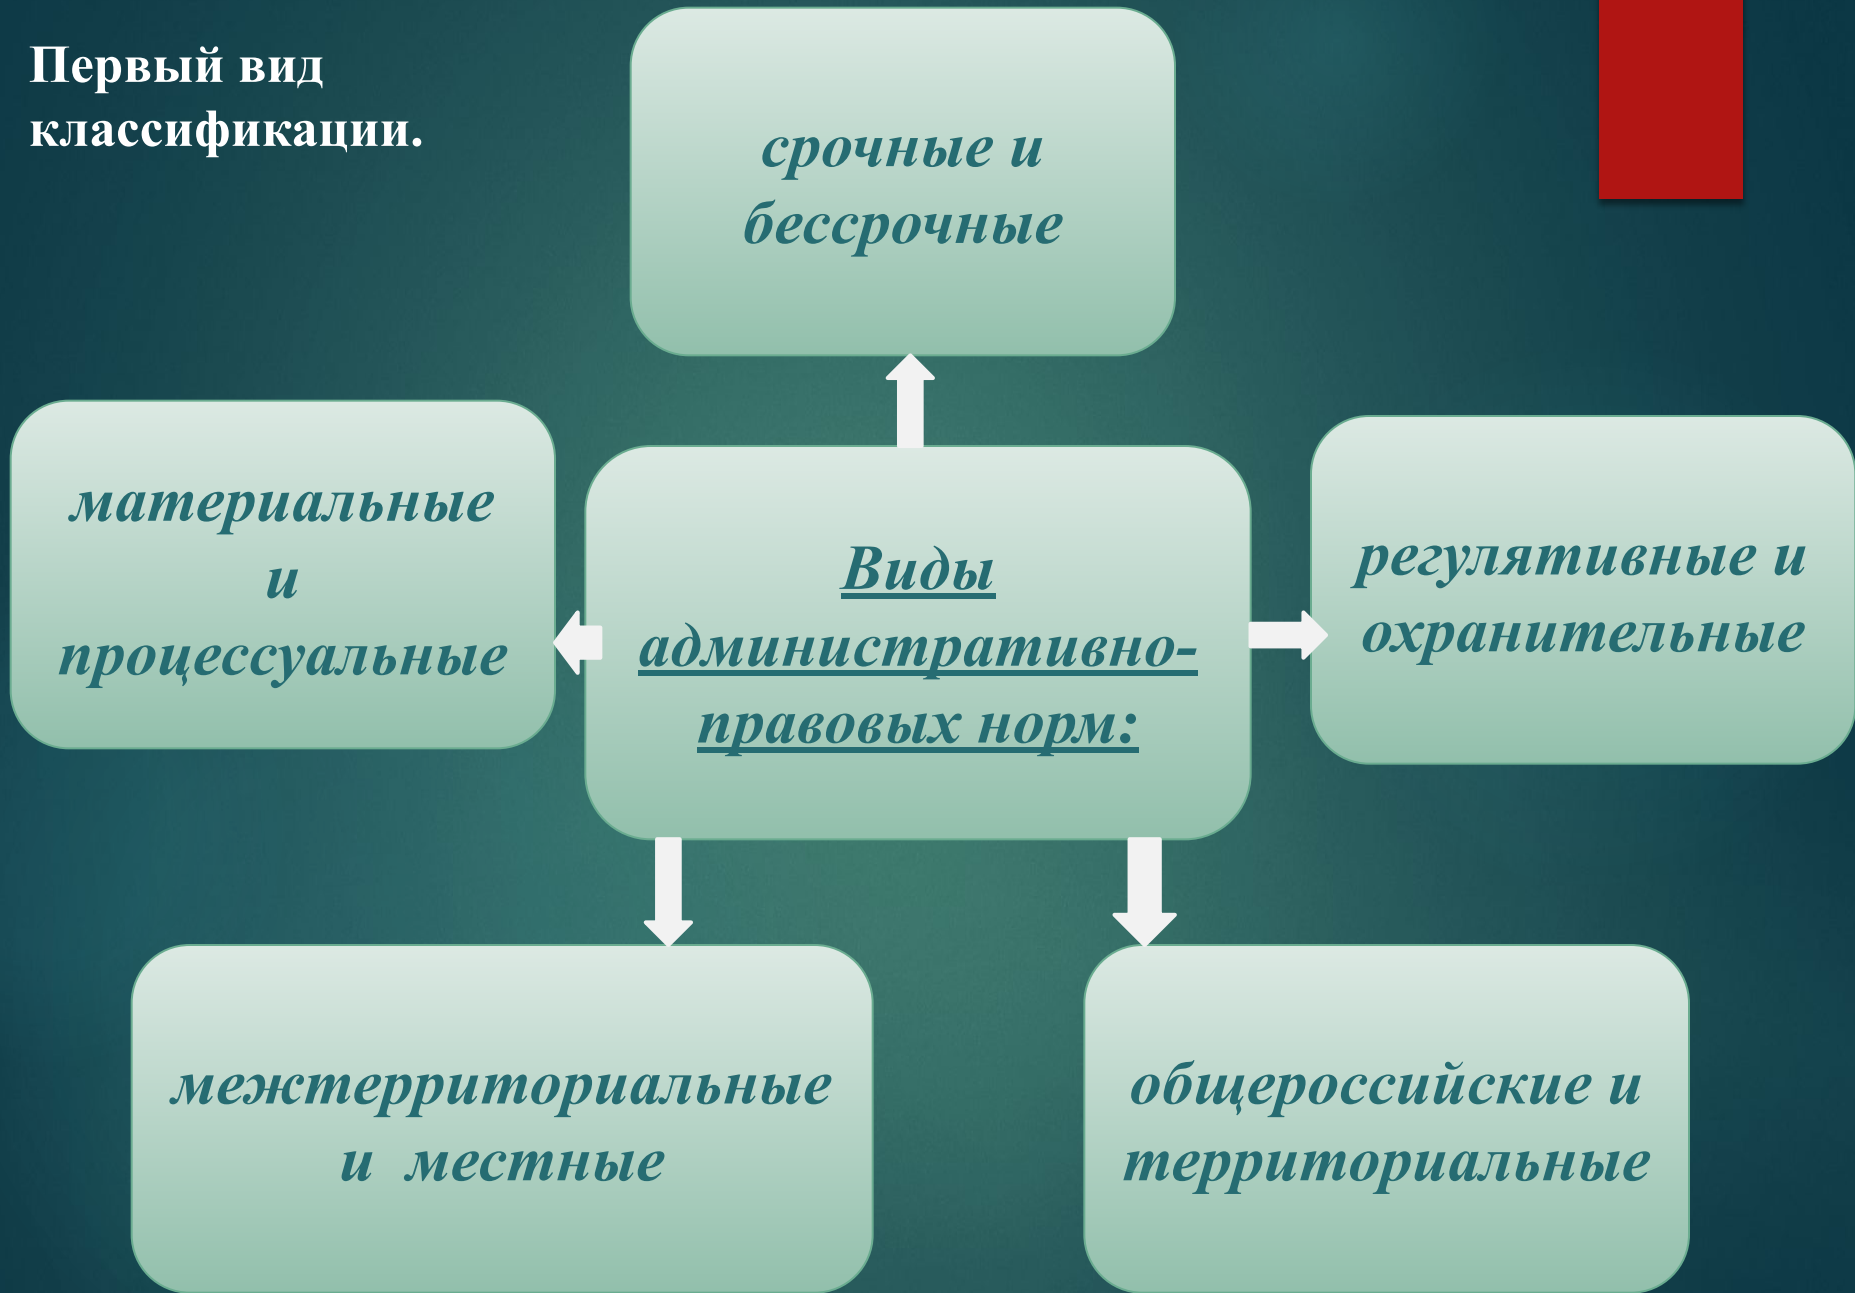 Первый вид
классификации.
срочные и
бессрочные
материальные
и
процессуальные
Виды
административно-
правовых норм:
регулятивные и
охранительные
межтерриториальные
и местные
общероссийские и
территориальные